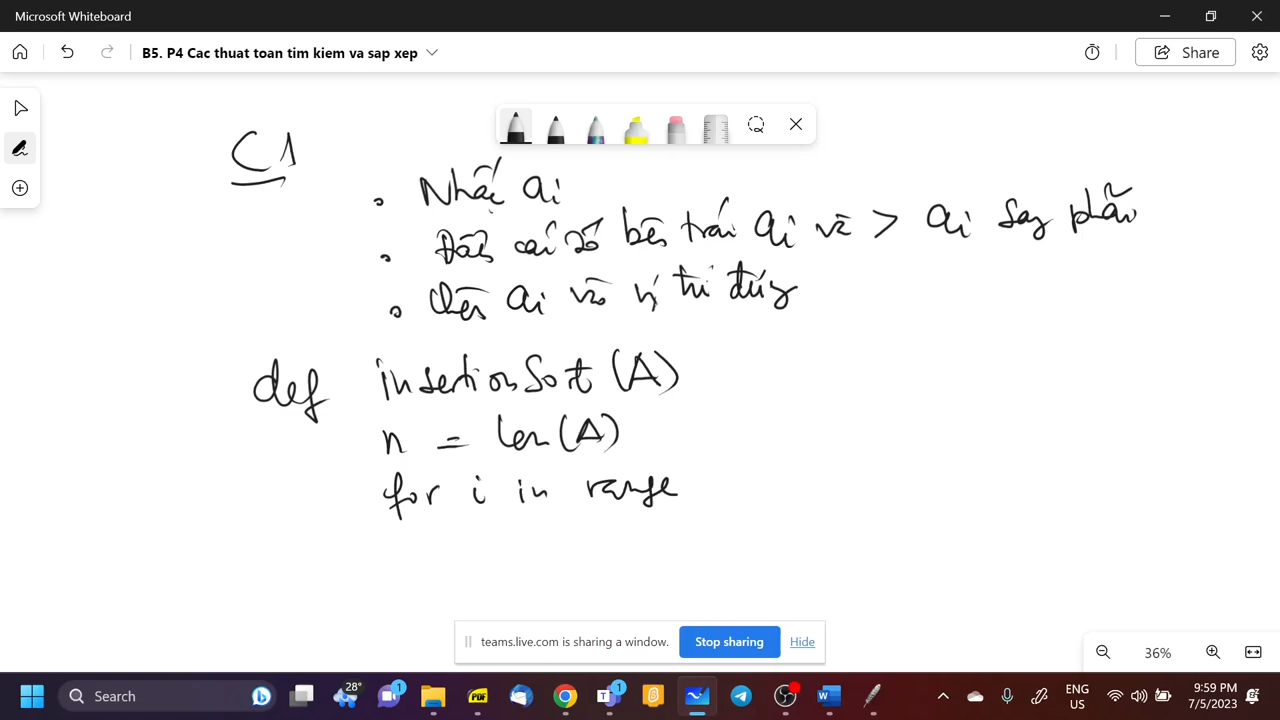 Microsoft Whiteboard
B5. P4 Cac thuat toan tim kiem va sap xep
Share
C1
• Nhấc ai
• Đẩy các số bên trái ai và > ai sang phải
• Chèn ai vào vị trí đúng
def insertionSort (A)
n = len(A)
for i in range
teams.live.com is sharing a window.
Stop sharing
Hide
36%
Search
28°
1
1
ENG
US
9:59 PM
7/5/2023